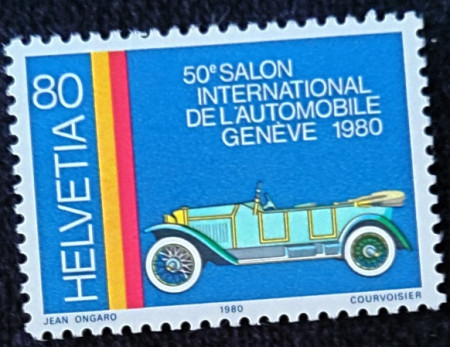 80
HELVETIA
50e SALON
INTERNATIONAL
DE L'AUTOMOBILE
GENÈVE 1980
JEAN ONGARO
1980
COURVOISIER